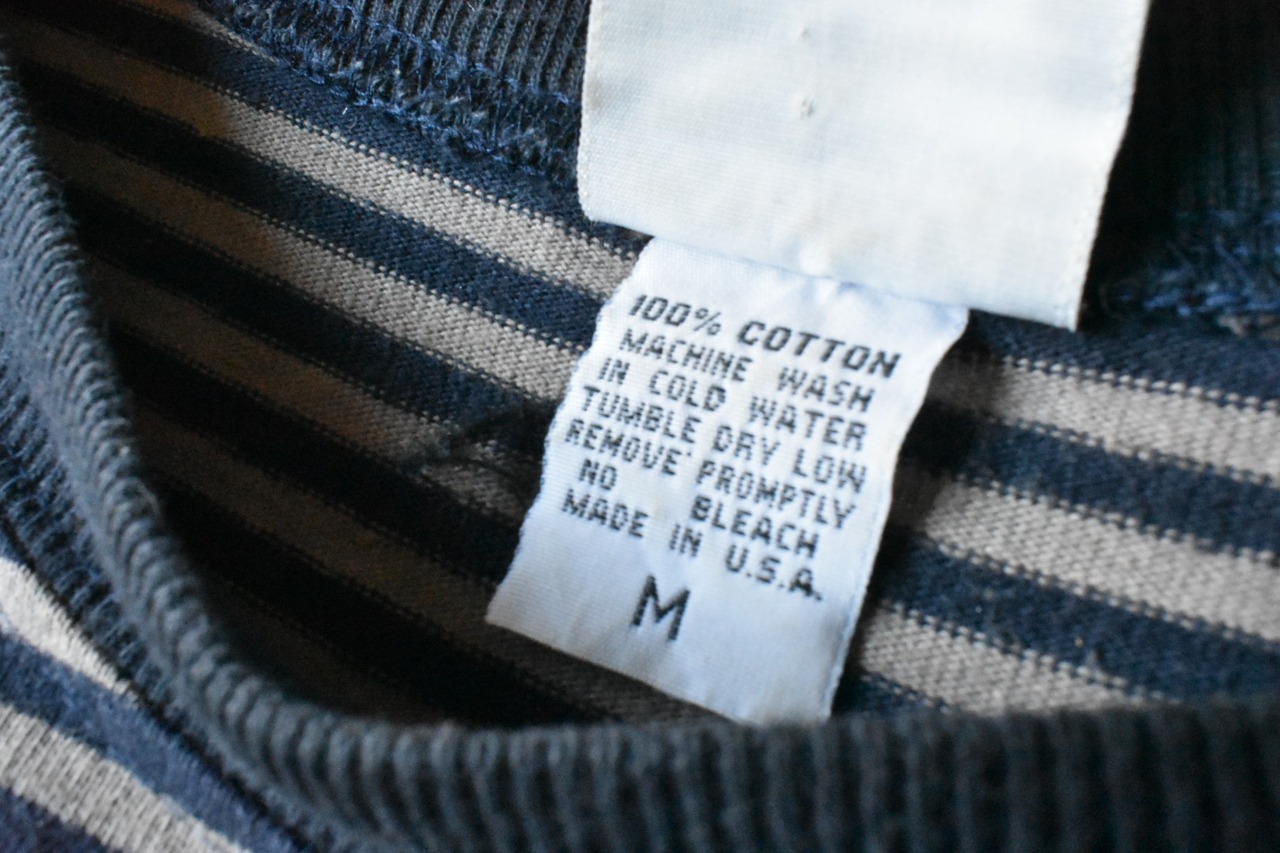 100% COTTON
MACHINE WASH
IN COLD WATER
TUMBLE DRY LOW
REMOVE PROMPTLY
NO BLEACH
MADE IN U.S.A.
M